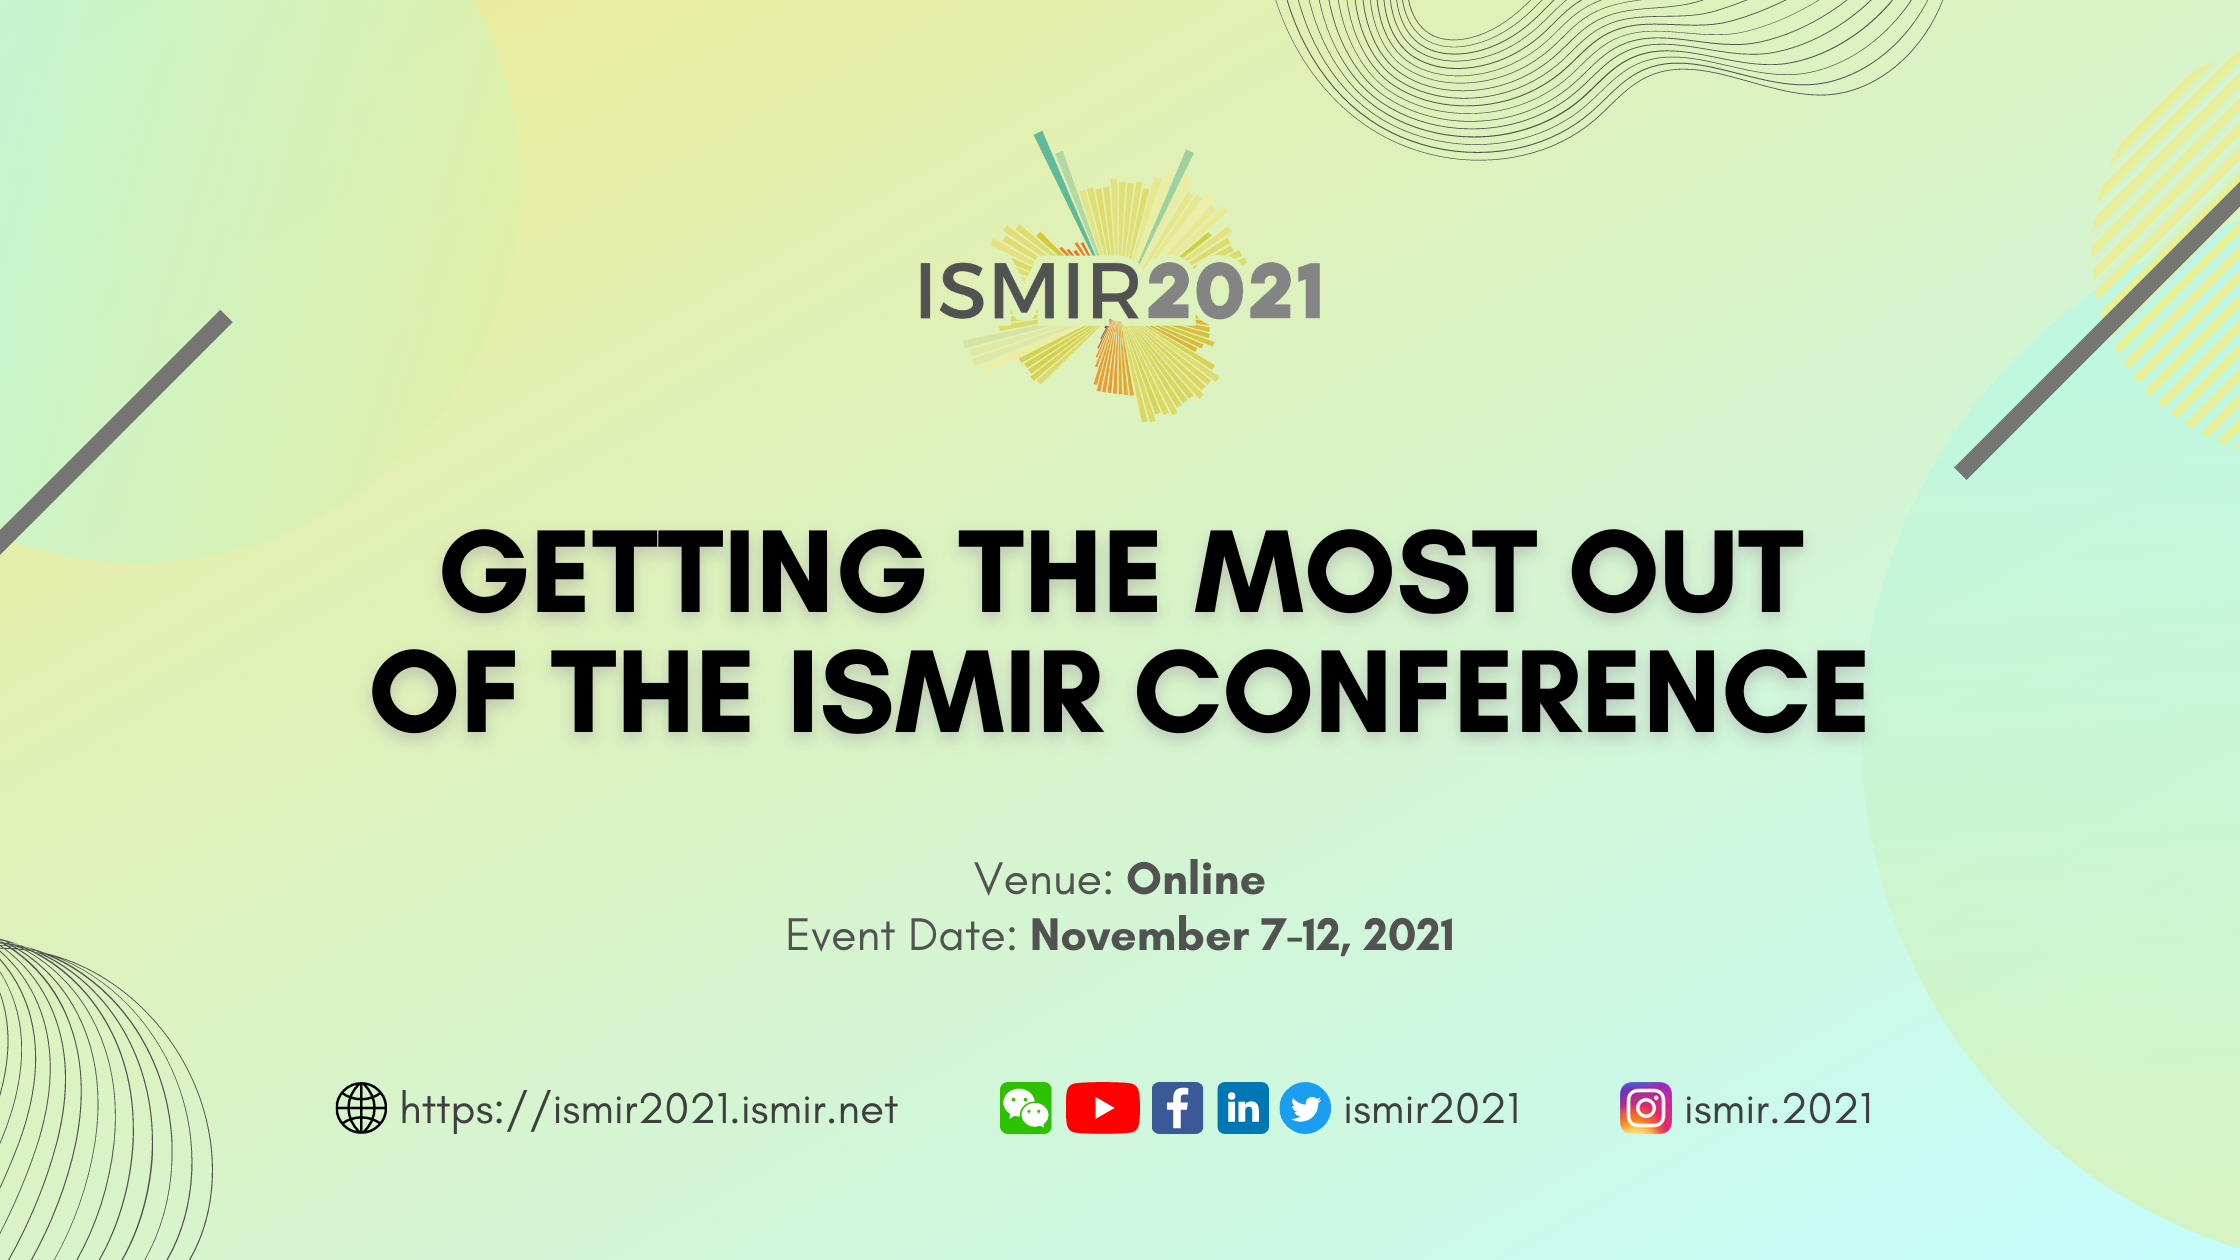 ISMIR2021
GETTING THE MOST OUT
OF THE ISMIR CONFERENCE
Venue: Online
Event Date: November 7-12, 2021
https://ismir2021.ismir.net ismir2021 ismir.2021